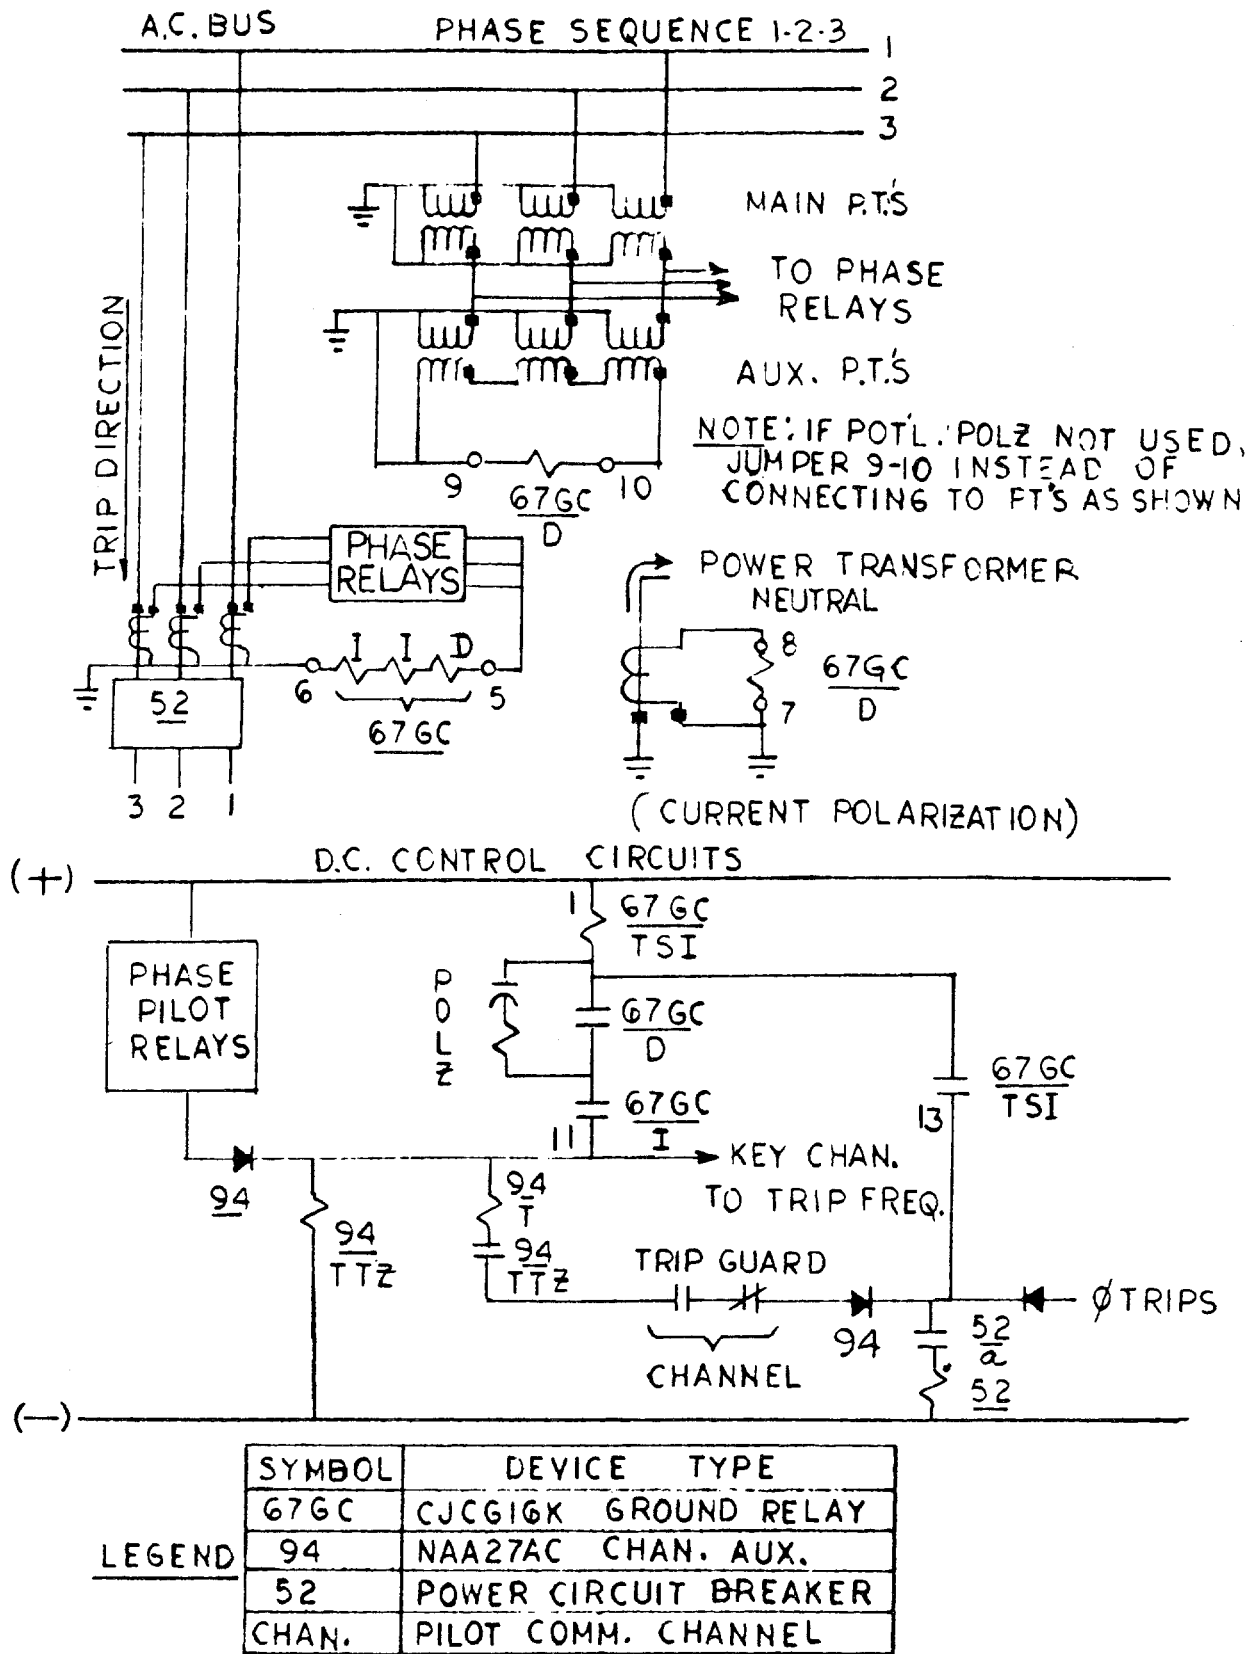 A.C. BUS
PHASE SEQUENCE 1-2-3
1
2
3
MAIN P.T.'S
TO PHASE
RELAYS
AUX. P.T.'S
TRIP DIRECTION
NOTE: IF POT'L. POLZ NOT USED,
JUMPER 9-10 INSTEAD OF
CONNECTING TO PT'S AS SHOWN
9
67GC
D
10
PHASE
RELAYS
I I D
6
5
67GC
52
3 2 1
POWER TRANSFORMER
NEUTRAL
8
67GC
D
7
(CURRENT POLARIZATION)
D.C. CONTROL CIRCUITS
(+)
1
67GC
TSI
PHASE
PILOT
RELAYS
POLZ
67GC
D
67GC
I
11
67GC
TSI
13
KEY CHAN.
TO TRIP FREQ.
94
94
TTZ
94
T
94
TTZ
TRIP GUARD
CHANNEL
94
Ø TRIPS
52
a
52
(—)
LEGEND
SYMBOL DEVICE TYPE
67GC CJCG16K GROUND RELAY
94 NAA27AC CHAN. AUX.
52 POWER CIRCUIT BREAKER
CHAN. PILOT COMM. CHANNEL